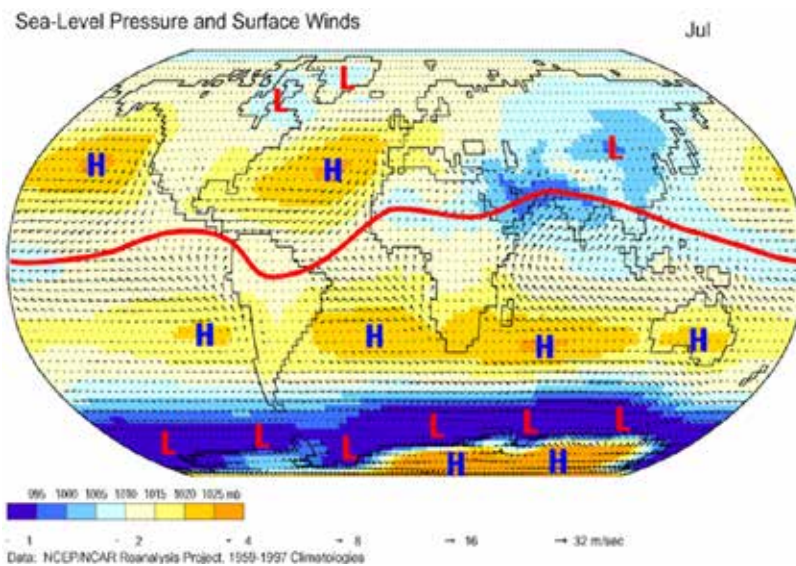 Sea-Level Pressure and Surface Winds
Jul
L
L
L
H
H
H
H
H
H
L
L
L
L
L
L
H
H
995 1000 1005 1010 1015 1020 1025 mb
1 2 4 8 16 32 m/sec
Data: NCEP/NCAR Reanalysis Project, 1959-1997 Climatologies